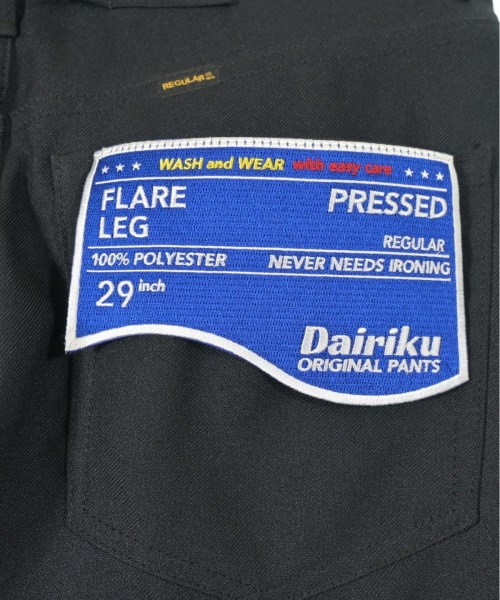 REGULAR
★ ★ ★ WASH and WEAR with easy care ★ ★ ★
FLARE LEG
PRESSED
REGULAR
100% POLYESTER
NEVER NEEDS IRONING
29 inch
Dairiku
ORIGINAL PANTS